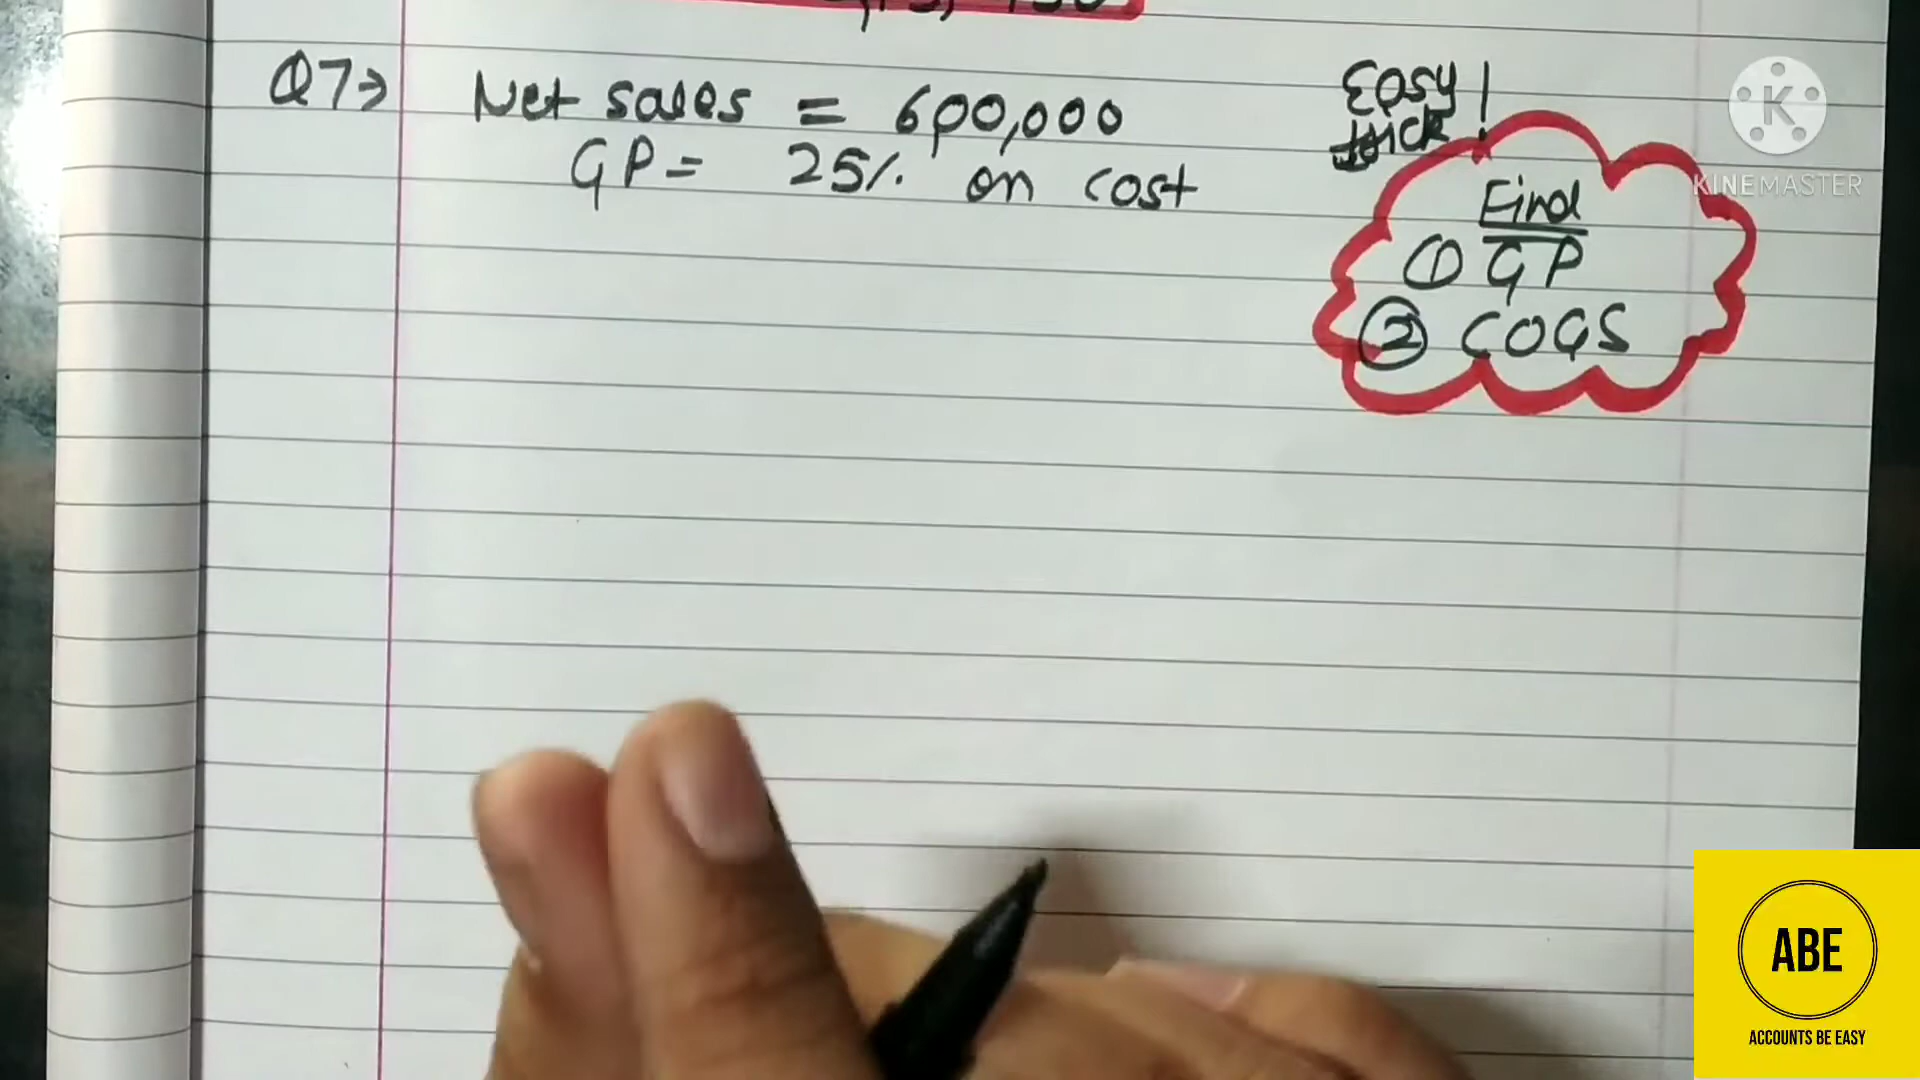 Q7→ Net sales = 600,000
GP = 25% on cost
Easy
trick!
Find
① GP
② COGS
K
KINEMASTER
ABE
ACCOUNTS BE EASY